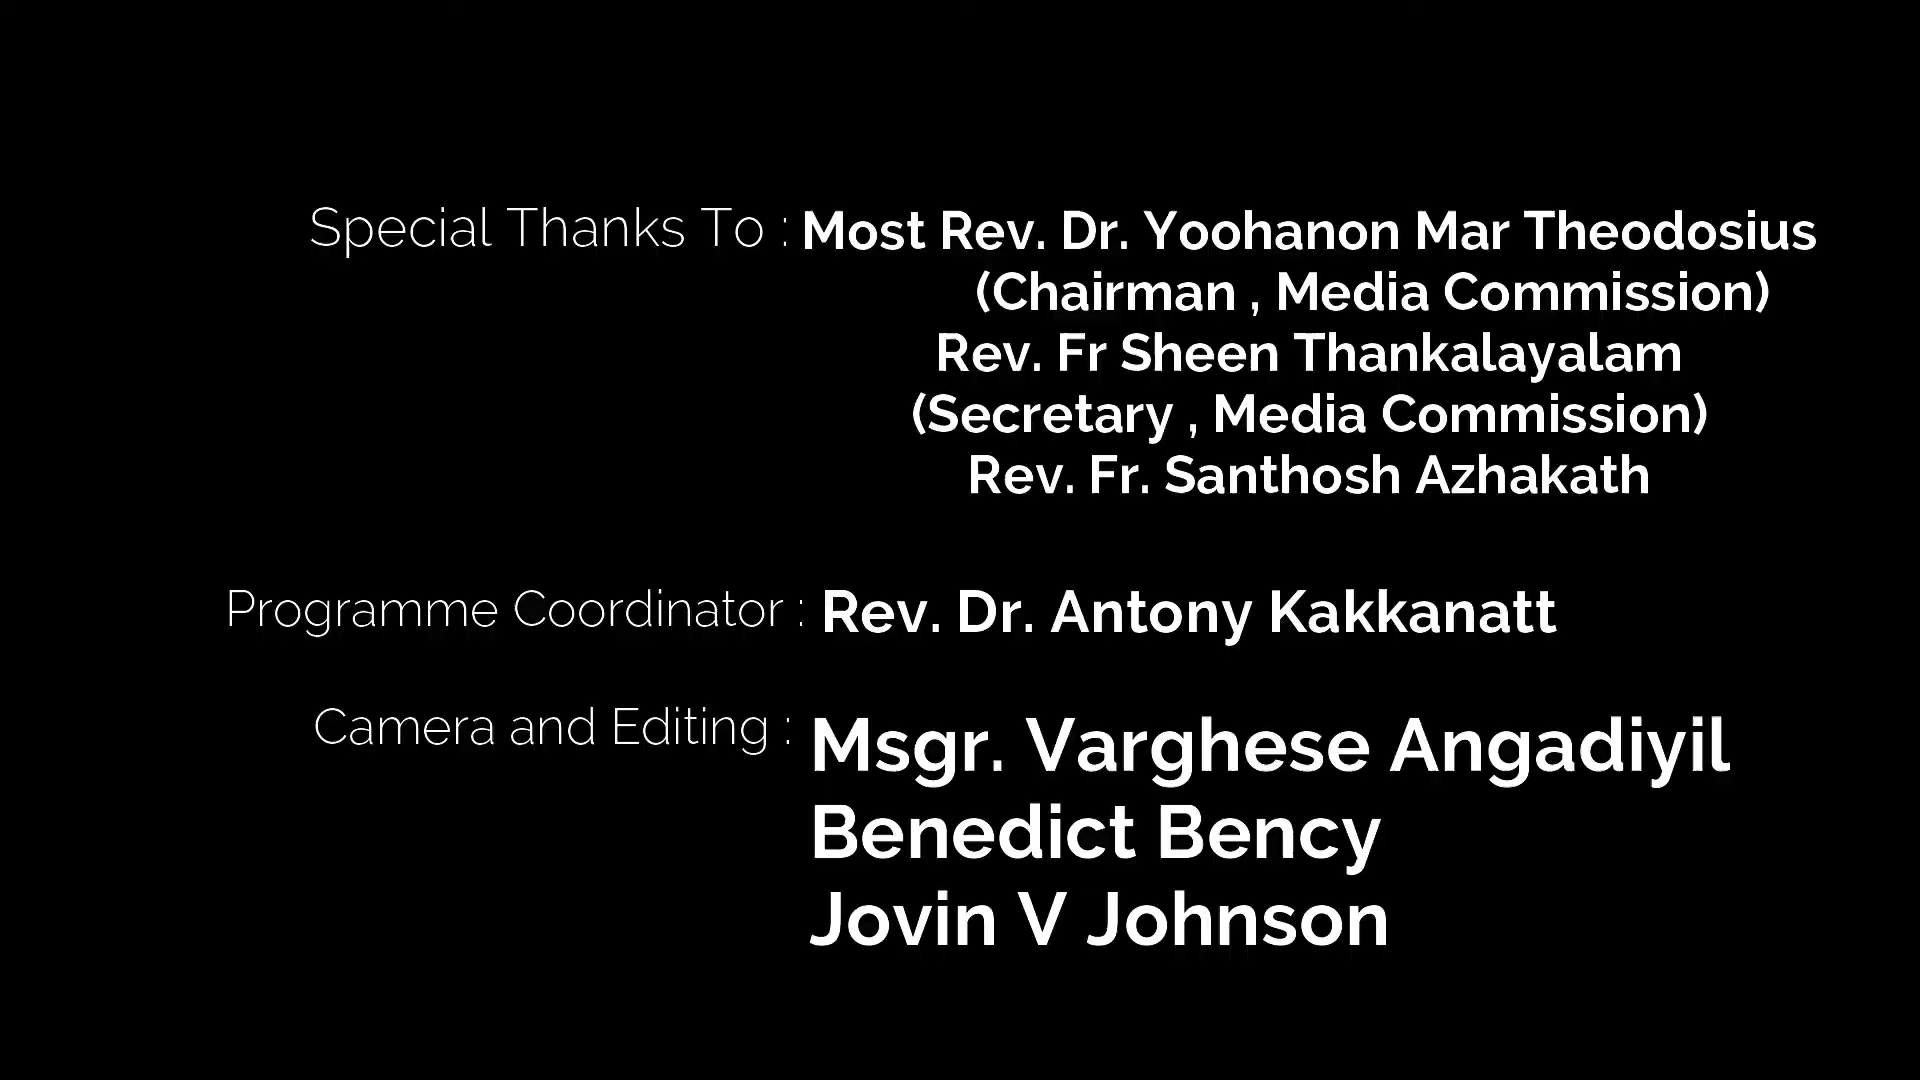 Special Thanks To : Most Rev. Dr. Yoohanon Mar Theodosius
(Chairman , Media Commission)
Rev. Fr Sheen Thankalayalam
(Secretary , Media Commission)
Rev. Fr. Santhosh Azhakath
Programme Coordinator : Rev. Dr. Antony Kakkanatt
Camera and Editing : Msgr. Varghese Angadiyil
Benedict Bency
Jovin V Johnson